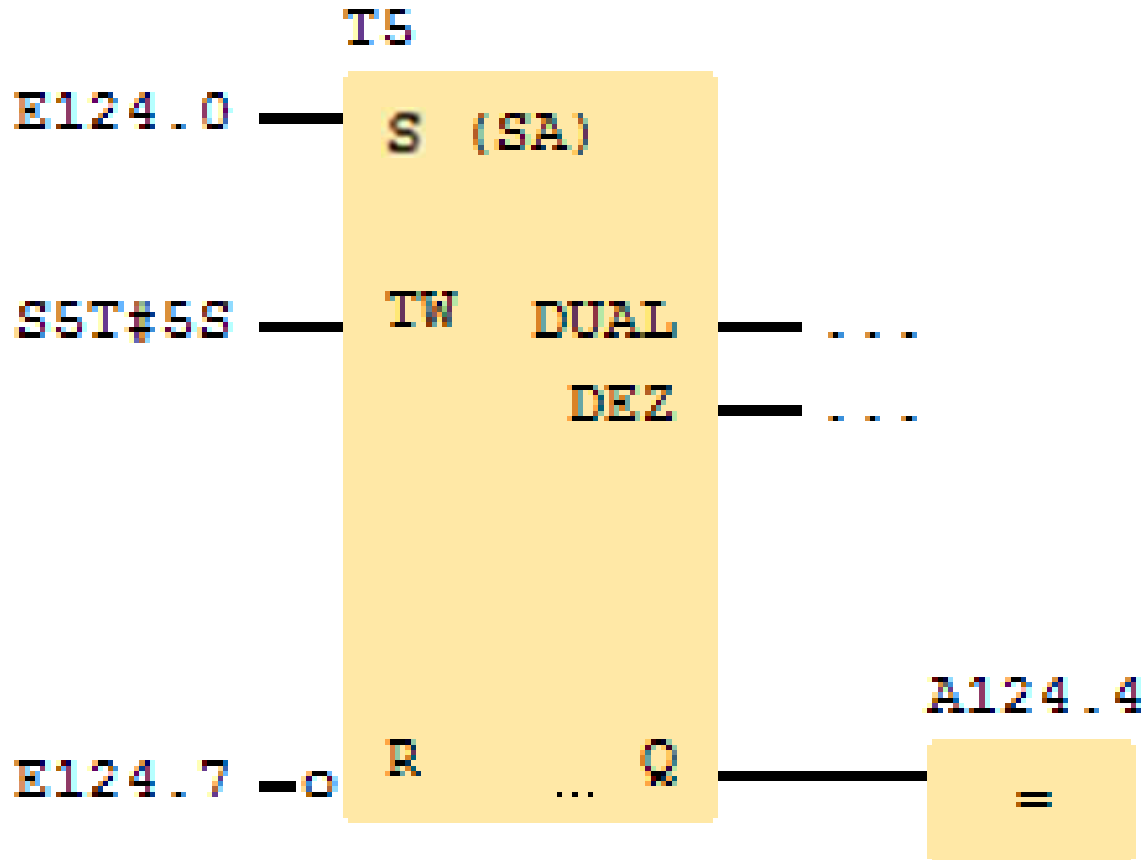 T5
E124.0 S (SA)
S5T#5S TW DUAL ...
DEZ ...
A124.4
E124.7 R ... Q
=